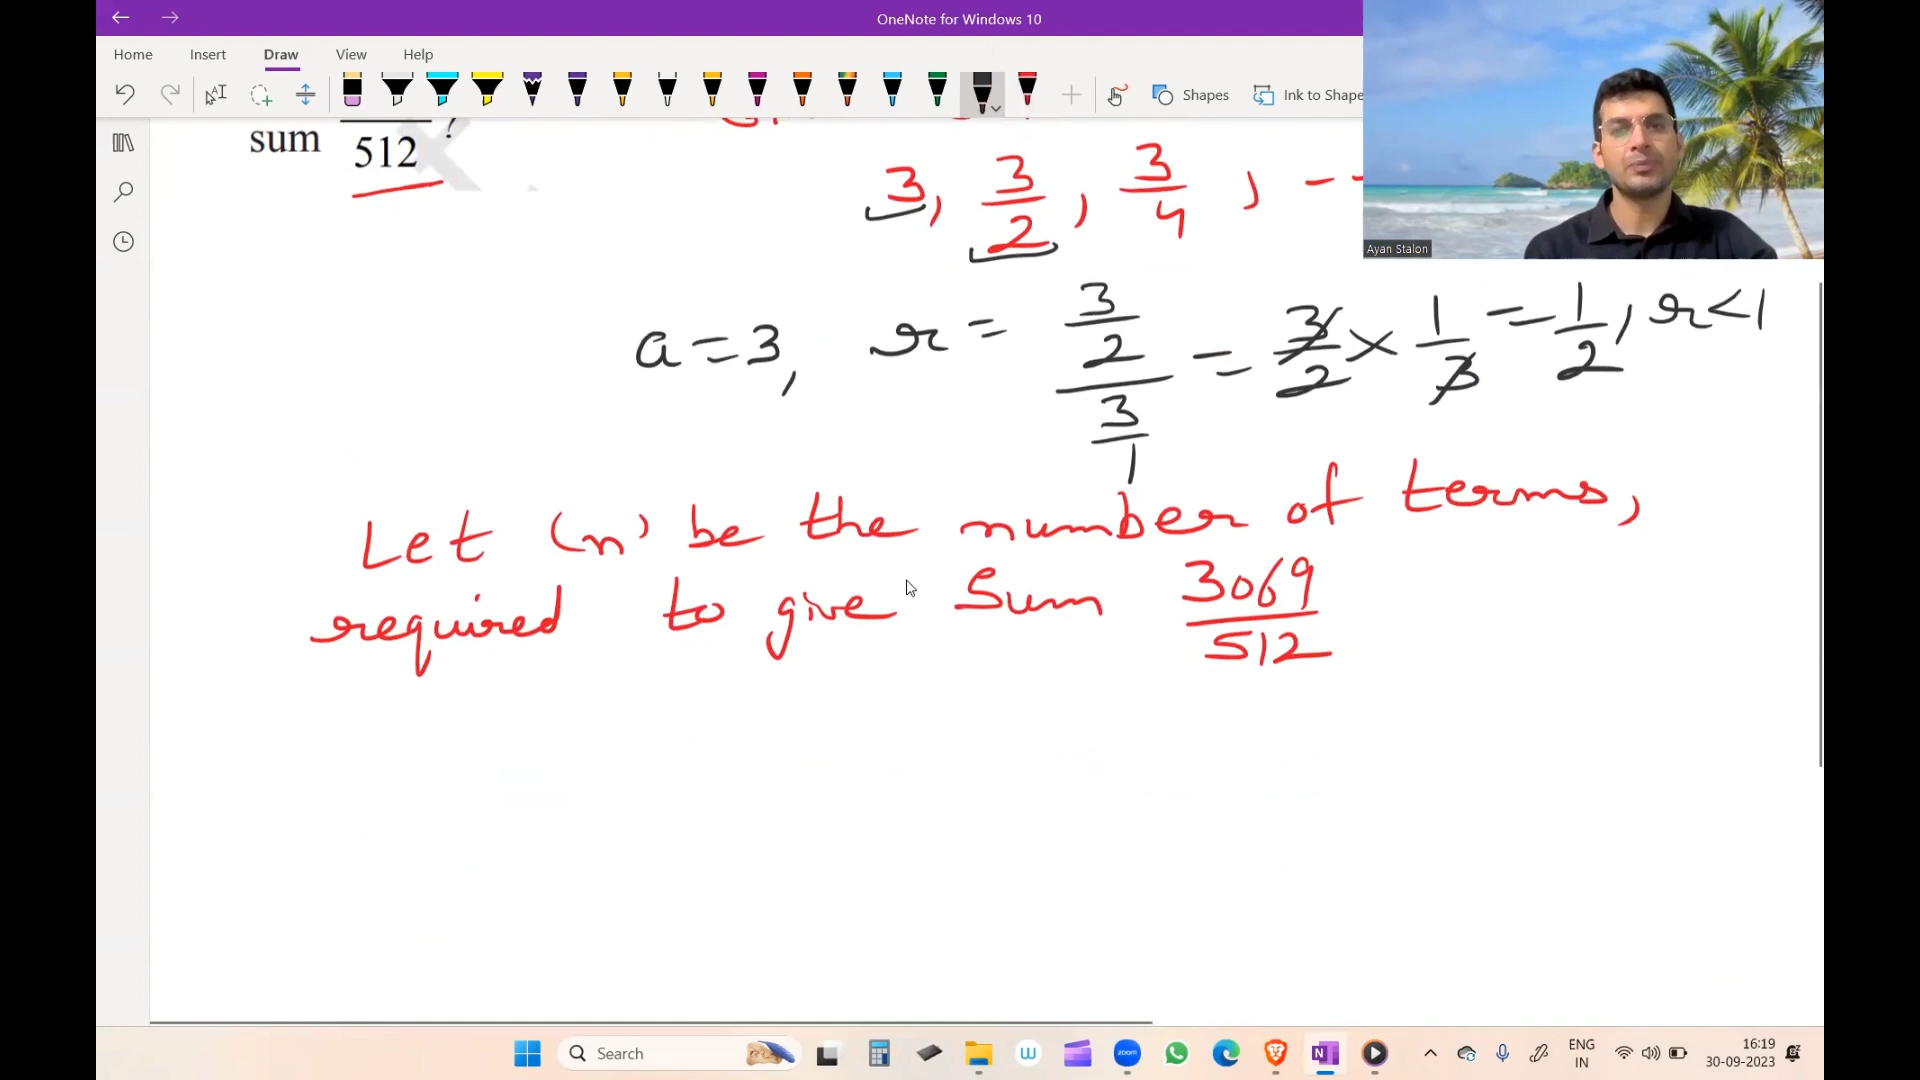 OneNote for Windows 10
Home Insert Draw View Help
Shapes Ink to Shape
Ayan Stalon
sum 512 ?
3, 3/2, 3/4, --
a = 3, r = 3/2 / 3/1 = 3/2 × 1/3 = 1/2, r < 1
Let 'n' be the number of terms,
required to give Sum 3069/512
Search
zoom
ENG
IN
16:19
30-09-2023